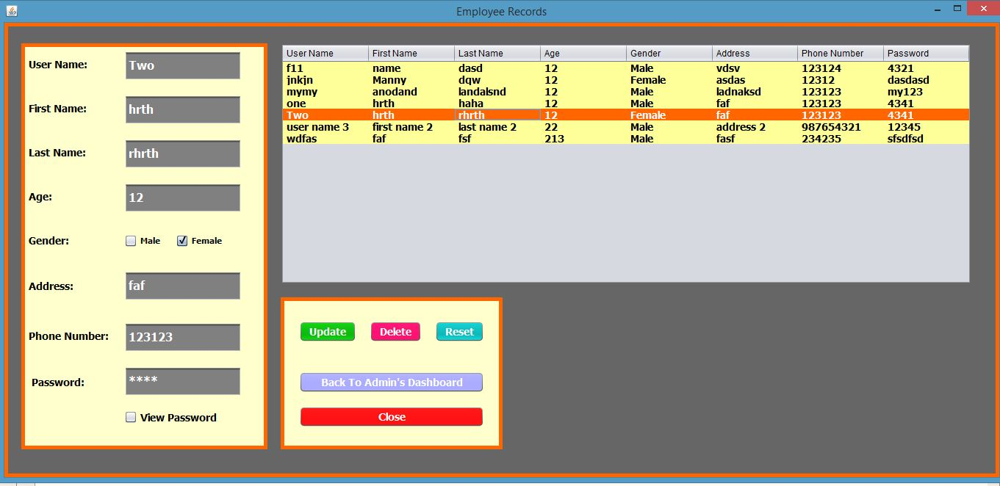 Employee Records
User Name: Two
First Name: hrth
Last Name: rhrth
Age: 12
Gender: Male Female
Address: faf
Phone Number: 123123
Password: ****
View Password
User Name First Name Last Name Age Gender Address Phone Number Password
f11 name dasd 12 Male vdsv 123124 4321
jnkjn Manny dqw 12 Female asdas 12312 dasdasd
mymy anodand landalsnd 12 Male ladnaksd 123123 my123
one hrth haha 12 Male faf 123123 4341
Two hrth rhrth 12 Female faf 123123 4341
user name 3 first name 2 last name 2 22 Male address 2 987654321 12345
wdfas faf fsf 213 Male fasf 234235 sfsdfsd
Update Delete Reset
Back To Admin's Dashboard
Close